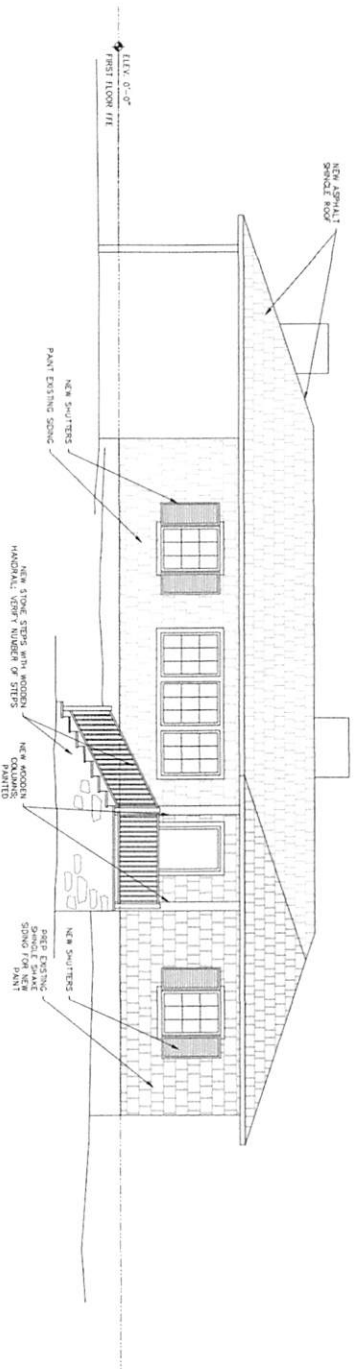 NEW ASPHALT
SHINGLE ROOF
ELEV. 0'-0"
FIRST FLOOR FFE
NEW SHUTTERS
PAINT EXISTING SIDING
NEW STONE STEPS WITH WOODEN
HANDRAIL; VERIFY NUMBER OF STEPS
NEW WOODEN
COLUMNS;
PAINTED
NEW SHUTTERS
PREP EXISTING
SHINGLE SHAKE
SIDING FOR NEW
PAINT